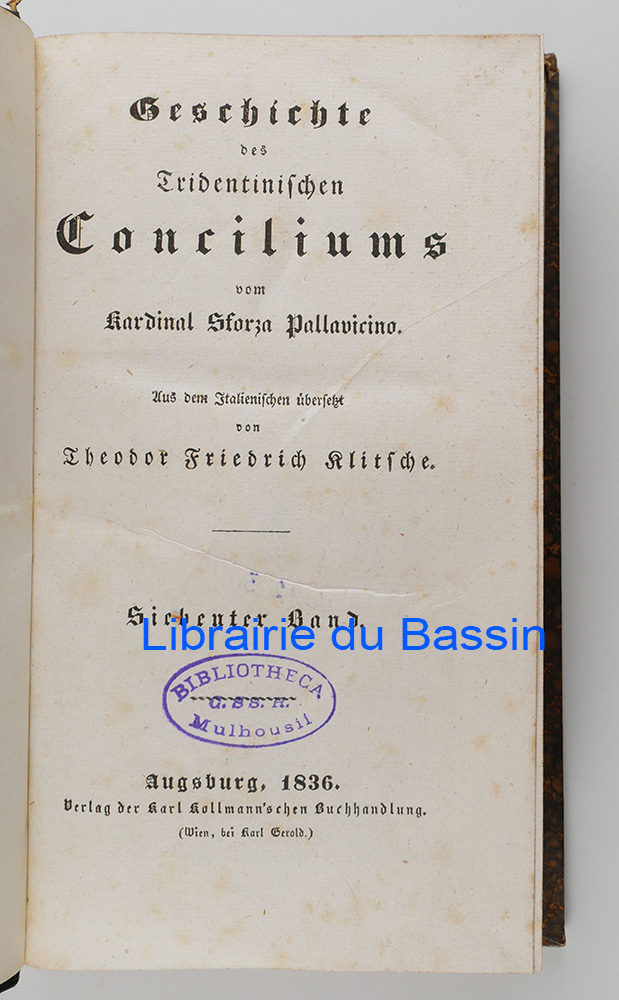 Geschichte
des
Tridentinischen
Conciliums
vom
Kardinal Sforza Pallavicino.
Aus dem Italienischen übersetzt
von
Theodor Friedrich Klitsche.
Siebenter Band.
Librairie du Bassin
BIBLIOTHECA
C. SS. R.
Mulhousii
Augsburg, 1836.
Verlag der Karl Kollmann'schen Buchhandlung.
(Wien, bei Karl Gerold.)